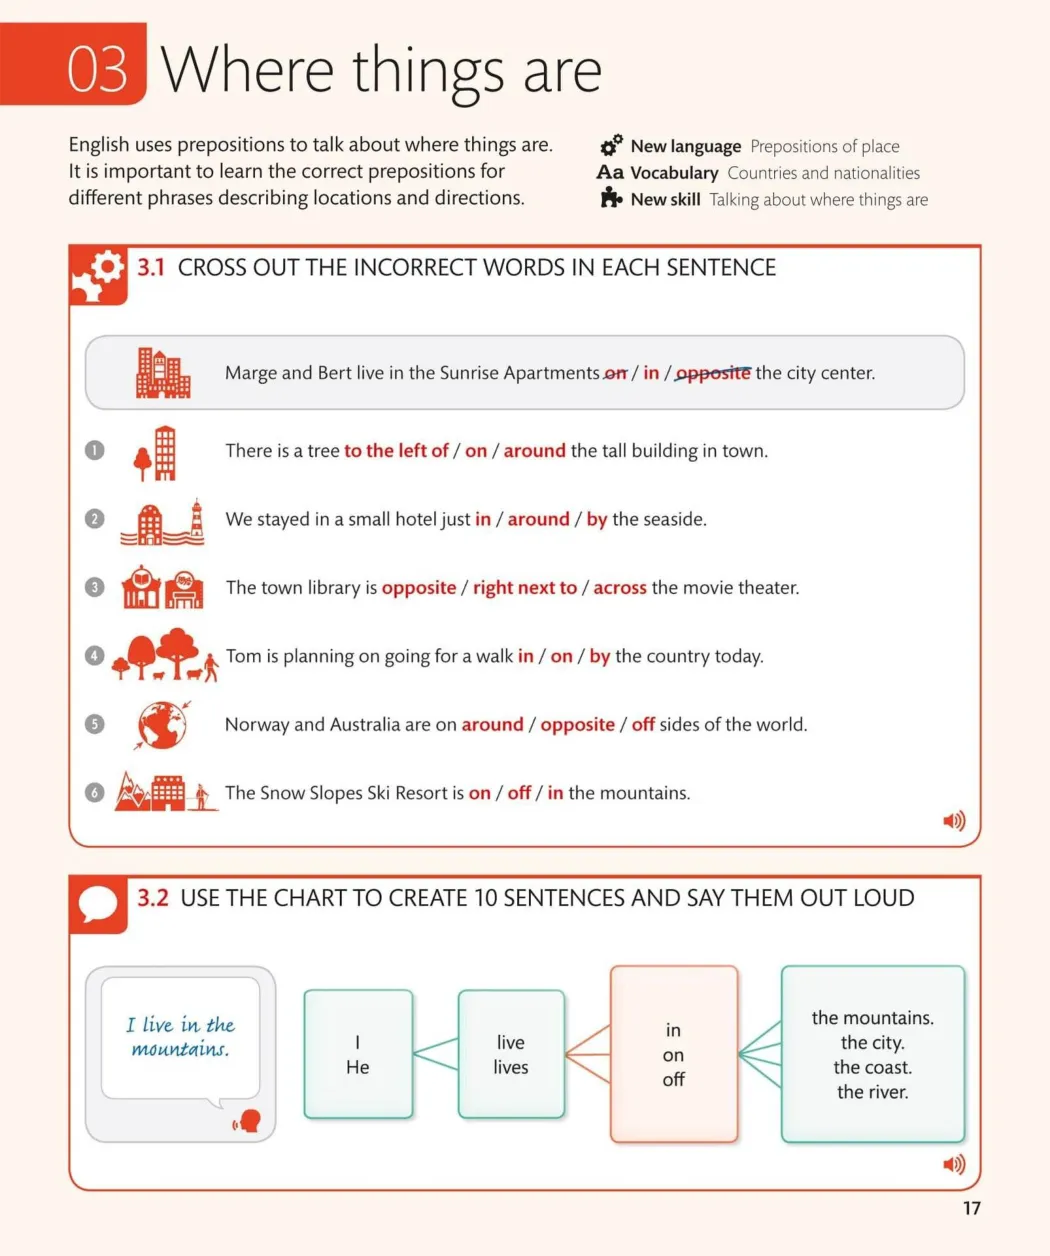 03 Where things are
English uses prepositions to talk about where things are.
It is important to learn the correct prepositions for
different phrases describing locations and directions.
New language Prepositions of place
Aa Vocabulary Countries and nationalities
New skill Talking about where things are
3.1 CROSS OUT THE INCORRECT WORDS IN EACH SENTENCE
Marge and Bert live in the Sunrise Apartments on / in / opposite the city center.
1 There is a tree to the left of / on / around the tall building in town.
2 We stayed in a small hotel just in / around / by the seaside.
3 The town library is opposite / right next to / across the movie theater.
4 Tom is planning on going for a walk in / on / by the country today.
5 Norway and Australia are on around / opposite / off sides of the world.
6 The Snow Slopes Ski Resort is on / off / in the mountains.
3.2 USE THE CHART TO CREATE 10 SENTENCES AND SAY THEM OUT LOUD
I live in the
mountains.
I
He
live
lives
in
on
off
the mountains.
the city.
the coast.
the river.
17